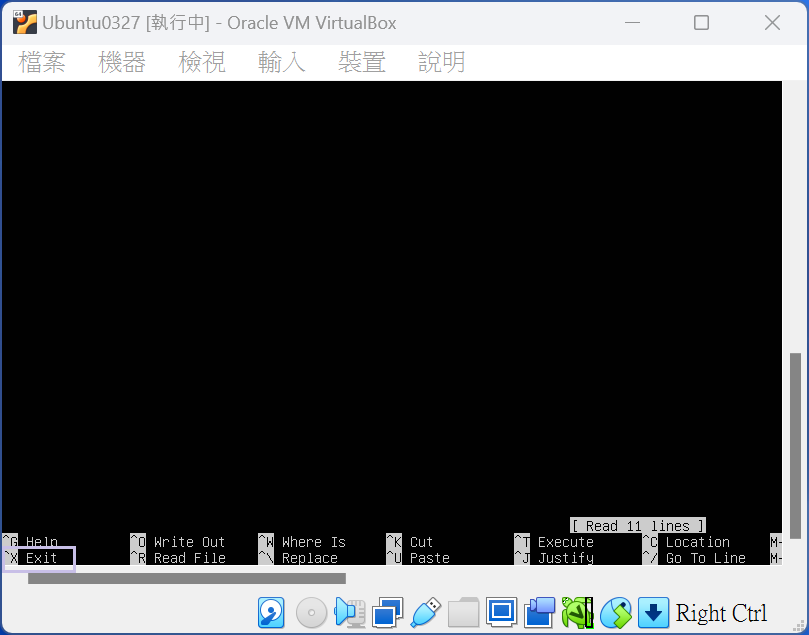 64
Ubuntu0327 [執行中] - Oracle VM VirtualBox
檔案 機器 檢視 輸入 裝置 說明
[ Read 11 lines ]
^G Help ^O Write Out ^W Where Is ^K Cut ^T Execute ^C Location M-
^X Exit ^R Read File ^\ Replace ^U Paste ^J Justify ^/ Go To Line M-
Right Ctrl